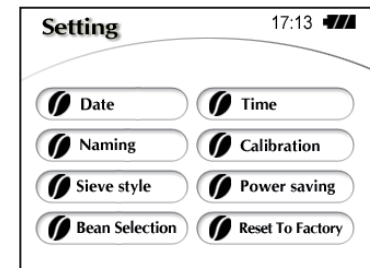 Setting 17:13
Date Time
Naming Calibration
Sieve style Power saving
Bean Selection Reset To Factory